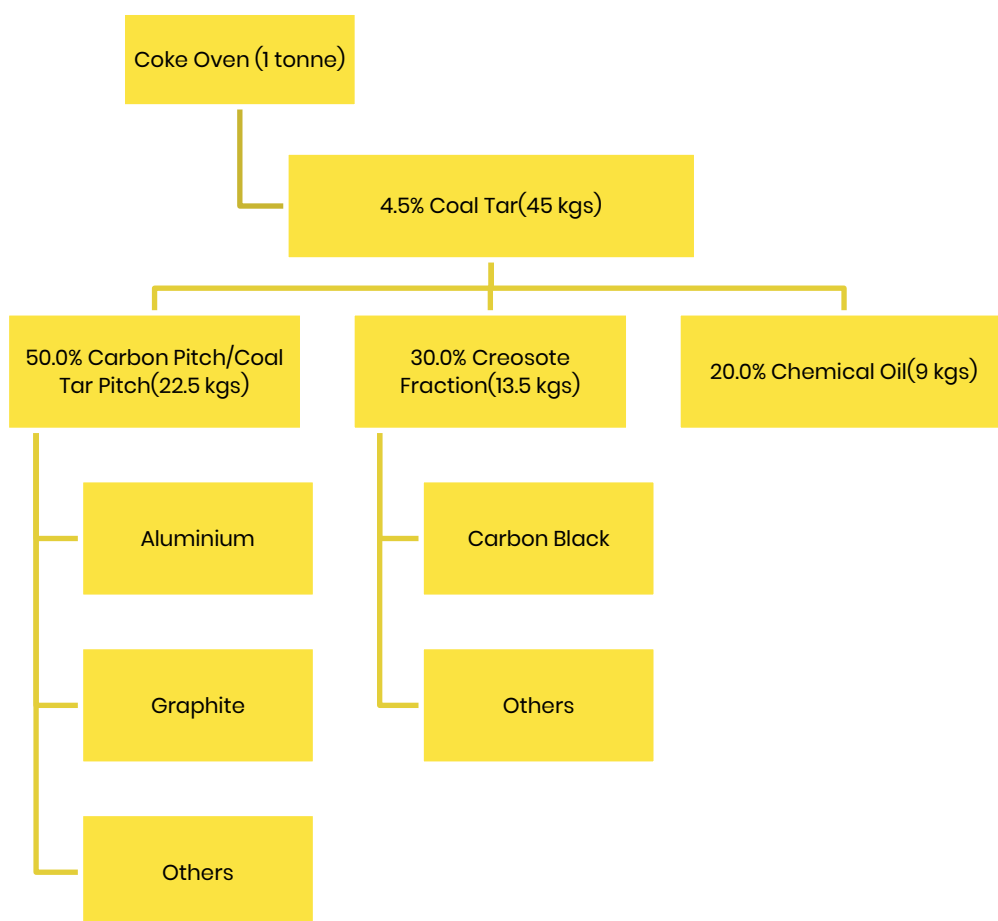 Coke Oven (1 tonne)
4.5% Coal Tar(45 kgs)
50.0% Carbon Pitch/Coal
Tar Pitch(22.5 kgs)
30.0% Creosote
Fraction(13.5 kgs)
20.0% Chemical Oil(9 kgs)
Aluminium
Carbon Black
Graphite
Others
Others